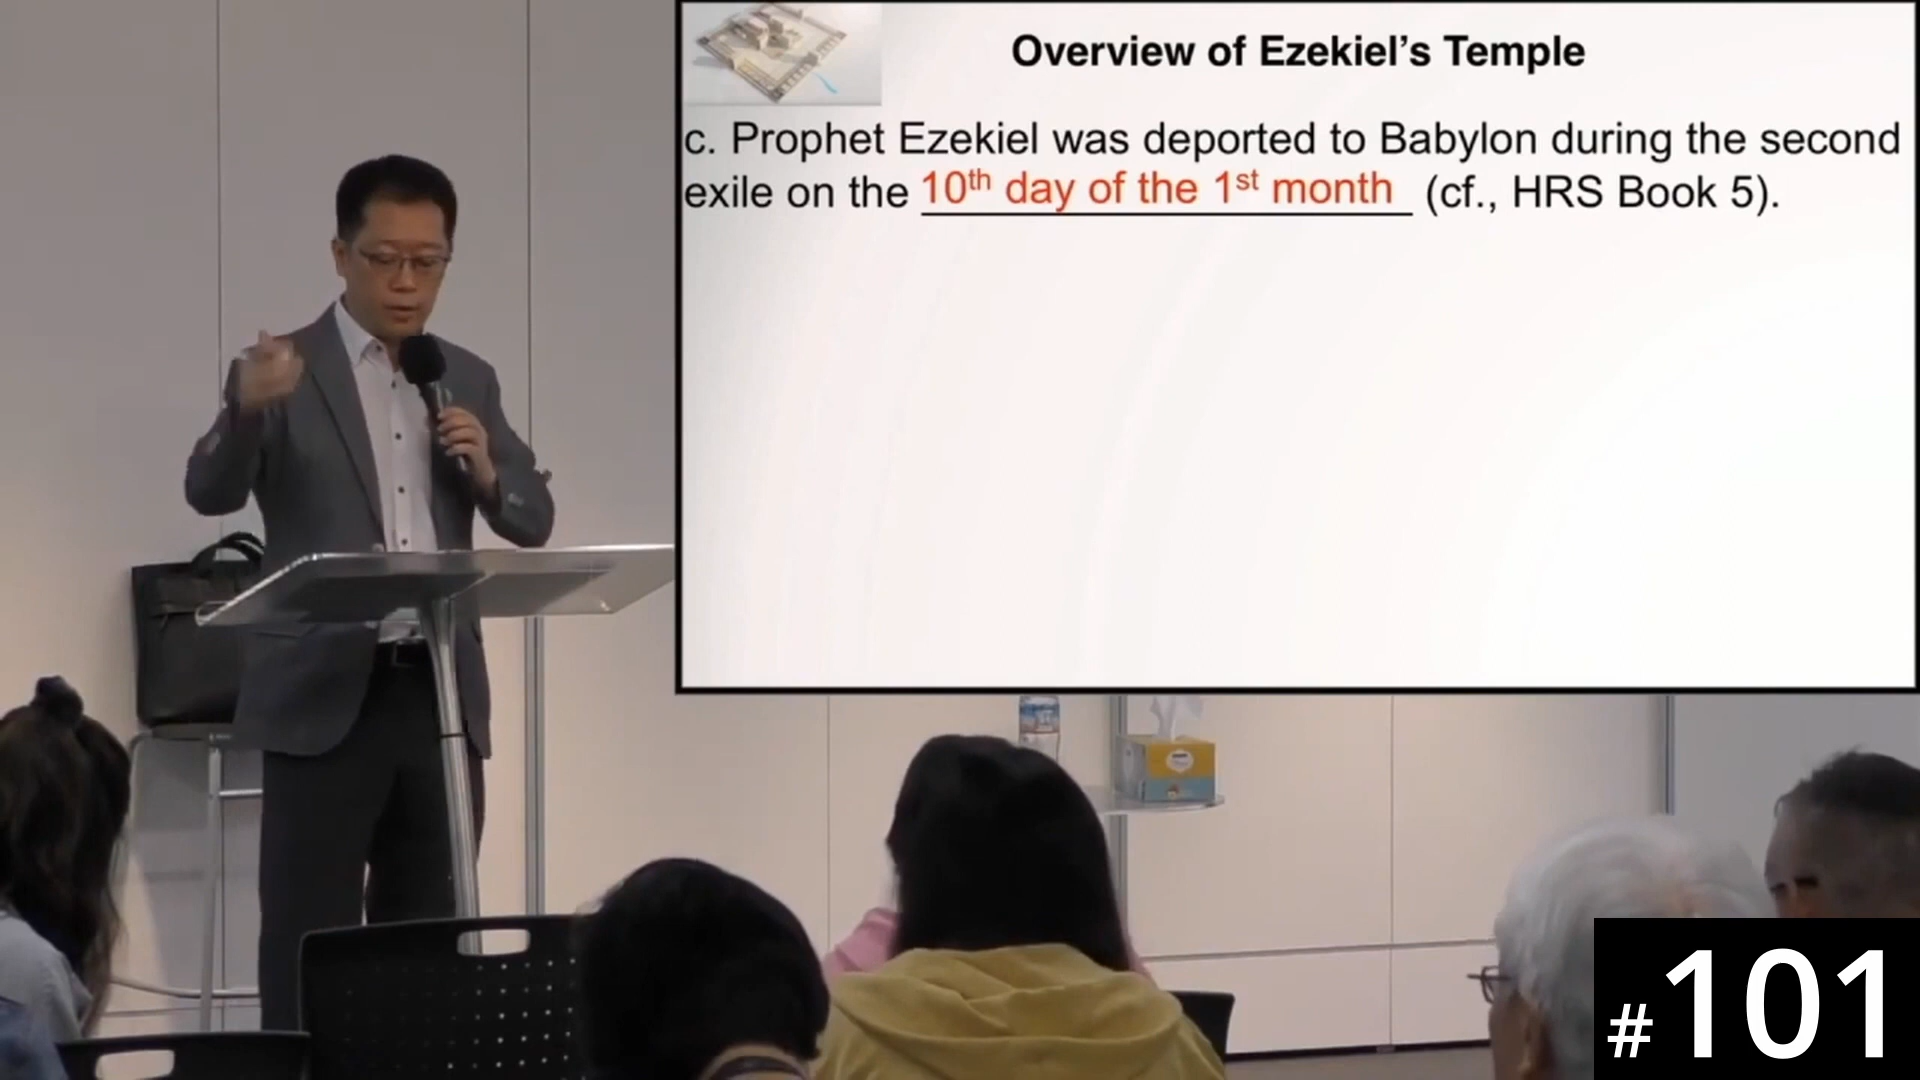 Overview of Ezekiel's Temple
c. Prophet Ezekiel was deported to Babylon during the second
exile on the 10th day of the 1st month (cf., HRS Book 5).
#101